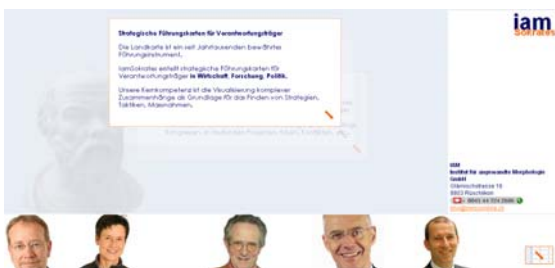 Strategische Führungskarten für Verantwortungsträger
Die Landkarte ist ein seit Jahrtausenden bewährtes
Führungsinstrument.
IamSokrates erstellt strategische Führungskarten für
Verantwortungsträger in Wirtschaft, Forschung, Politik.
Unsere Kernkompetenz ist die Visualisierung komplexer
Zusammenhänge als Grundlage für das Finden von Strategien,
Taktiken, Massnahmen.
iam
Sokrates
IAM
Institut für angewandte Morphologie
GmbH
8803 Rüschlikon